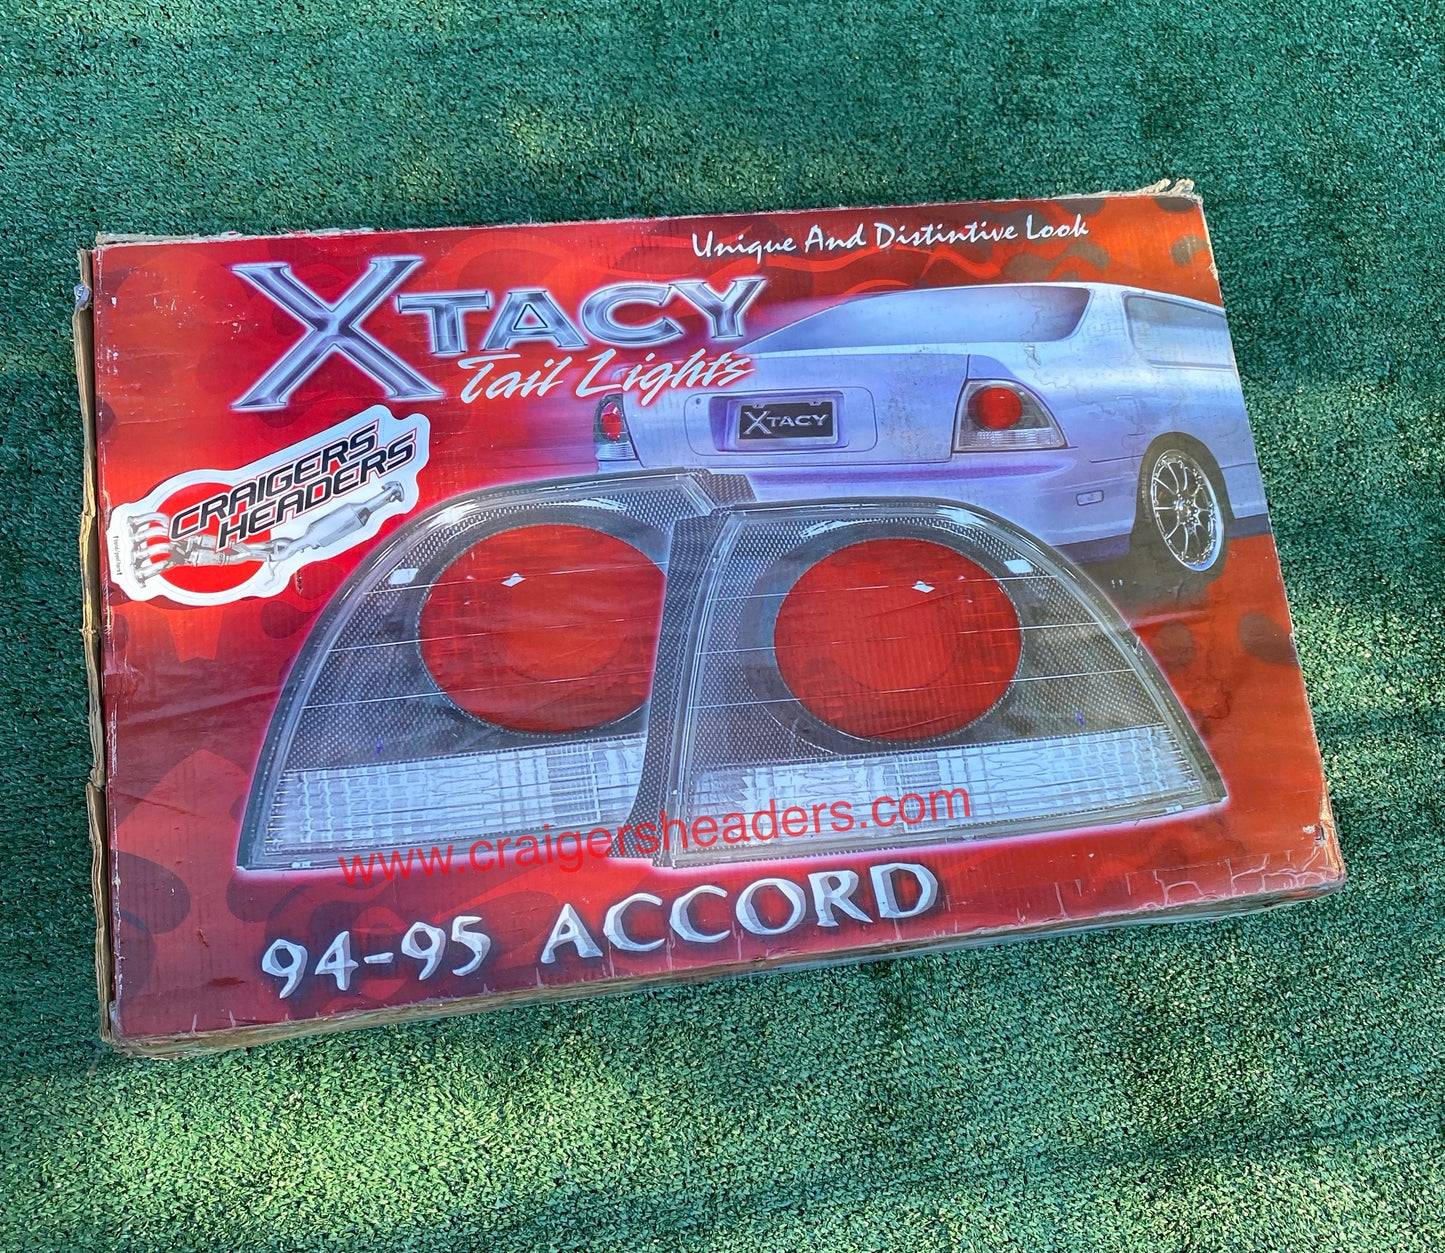 Unique And Distintive Look
XTACY
Tail Lights
XTACY
CRAIGERS
HEADERS
www.craigersheaders.com
94-95 ACCORD